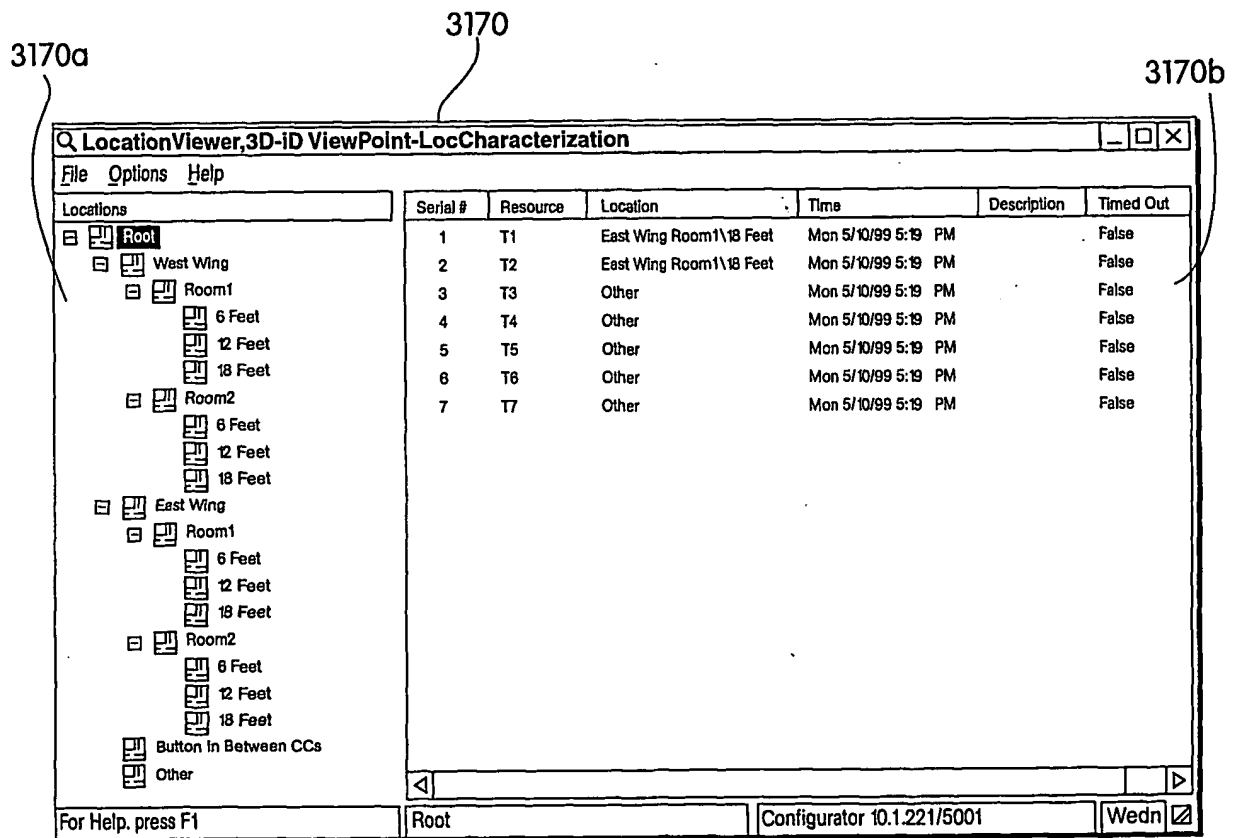 3170
3170a
3170b
LocationViewer,3D-iD ViewPoint-LocCharacterization
File Options Help
Locations
Root
West Wing
Room1
6 Feet
12 Feet
18 Feet
Room2
6 Feet
12 Feet
18 Feet
East Wing
Room1
6 Feet
12 Feet
18 Feet
Room2
6 Feet
12 Feet
18 Feet
Button In Between CCs
Other
Serial # Resource Location Time Description Timed Out
1 T1 East Wing Room1\18 Feet Mon 5/10/99 5:19 PM False
2 T2 East Wing Room1\18 Feet Mon 5/10/99 5:19 PM False
3 T3 Other Mon 5/10/99 5:19 PM False
4 T4 Other Mon 5/10/99 5:19 PM False
5 T5 Other Mon 5/10/99 5:19 PM False
6 T6 Other Mon 5/10/99 5:19 PM False
7 T7 Other Mon 5/10/99 5:19 PM False
For Help. press F1 Root Configurator 10.1.221/5001 Wedn